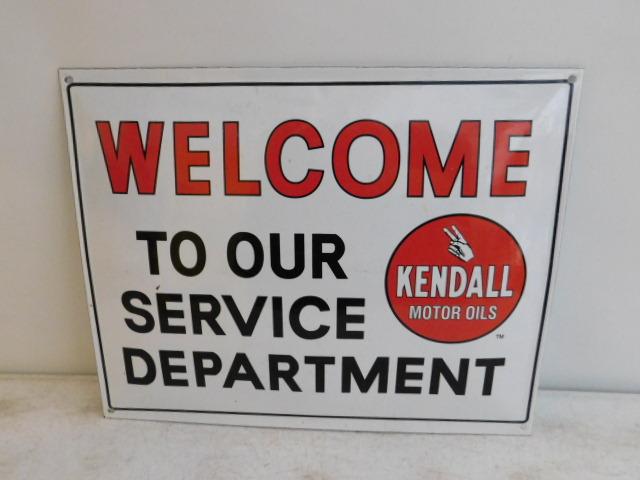 WELCOME
TO OUR
SERVICE
DEPARTMENT
KENDALL
MOTOR OILS
TM